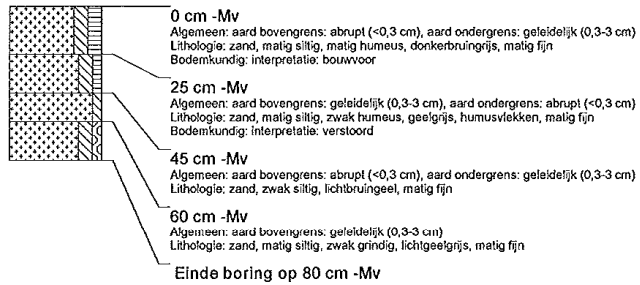 0 cm -Mv
Algemeen: aard bovengrens: abrupt (<0,3 cm), aard ondergrens: geleidelijk (0,3-3 cm)
Lithologie: zand, matig siltig, matig humeus, donkerbruingrijs, matig fijn
Bodemkundig: interpretatie: bouwvoor
25 cm -Mv
Algemeen: aard bovengrens: geleidelijk (0,3-3 cm), aard ondergrens: abrupt (<0,3 cm)
Lithologie: zand, matig siltig, zwak humeus, geelgrijs, humusvlekken, matig fijn
Bodemkundig: interpretatie: verstoord
45 cm -Mv
Algemeen: aard bovengrens: abrupt (<0,3 cm), aard ondergrens: geleidelijk (0,3-3 cm)
Lithologie: zand, zwak siltig, lichtbruingeel, matig fijn
60 cm -Mv
Algemeen: aard bovengrens: geleidelijk (0,3-3 cm)
Lithologie: zand, matig siltig, zwak grindig, lichtgeelgrijs, matig fijn
Einde boring op 80 cm -Mv